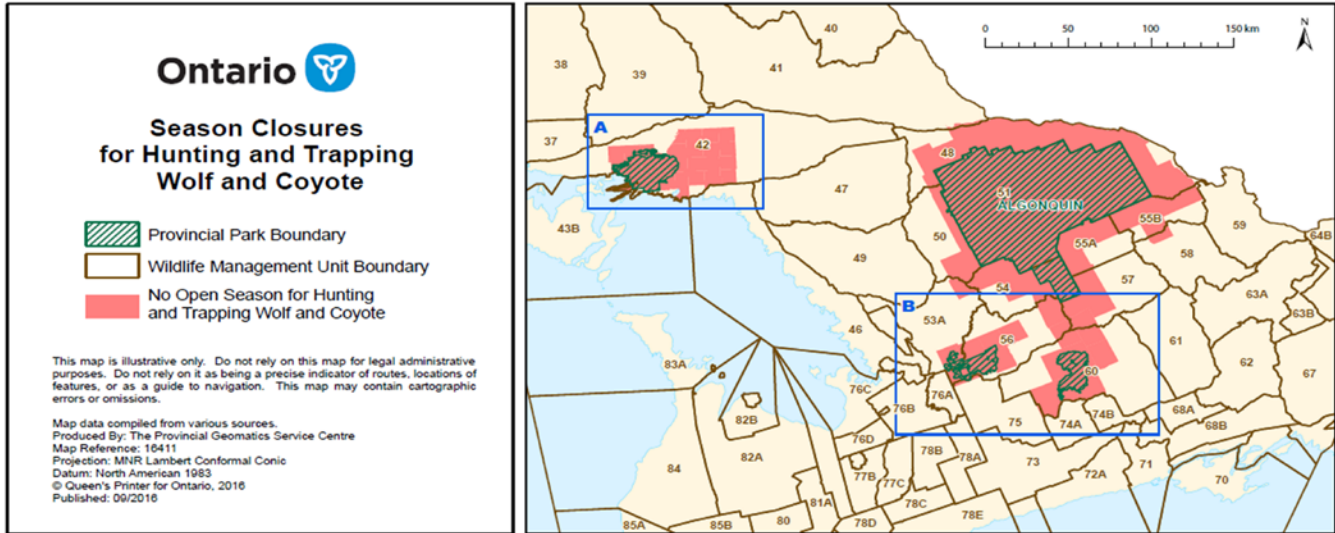 Ontario
Season Closures
for Hunting and Trapping
Wolf and Coyote
Provincial Park Boundary
Wildlife Management Unit Boundary
No Open Season for Hunting
and Trapping Wolf and Coyote
This map is illustrative only. Do not rely on this map for legal administrative
purposes. Do not rely on it as being a precise indicator of routes, locations of
features, or as a guide to navigation. This map may contain cartographic
errors or omissions.
Map data compiled from various sources.
Produced By: The Provincial Geomatics Service Centre
Map Reference: 16411
Projection: MNR Lambert Conformal Conic
Datum: North American 1983
© Queen's Printer for Ontario, 2016
Published: 09/2016
0 50 100 150 km
N
40
38
39
41
A
37
42
48
47
51
ALGONQUIN
43B
50
55B
55A
59
64B
49
58
57
54
B
63A
46
53A
63B
56
61
62
67
83A
60
76C
76A
82B
76B
75
74A
74B
68A
68B
76D
84
82A
78B
78A
73
71
77B
72A
70
77C
81A
78C
78E
85A
85B
80
78D